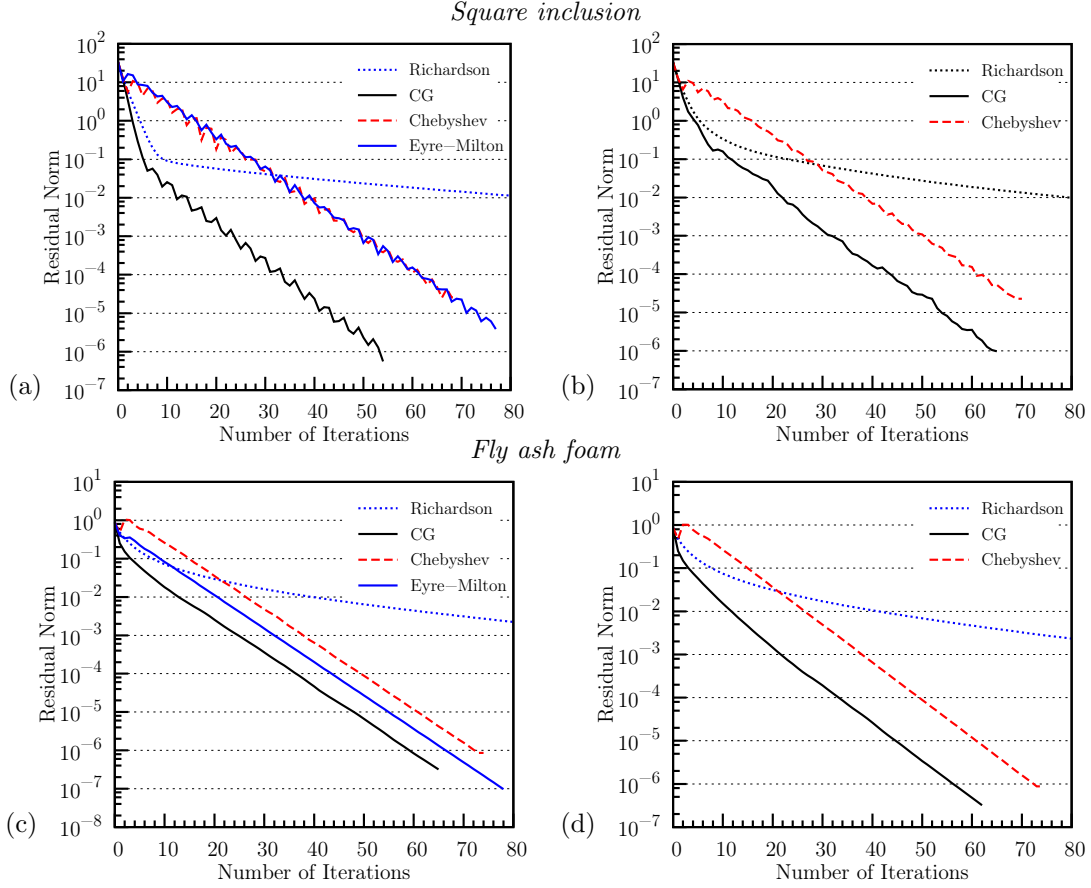 Square inclusion
10^2
10^1
10^0
10^−1
10^−2
10^−3
10^−4
10^−5
10^−6
10^−7
Residual Norm
0 10 20 30 40 50 60 70 80
Number of Iterations
Richardson
CG
Chebyshev
Eyre−Milton
(a)
10^2
10^1
10^0
10^−1
10^−2
10^−3
10^−4
10^−5
10^−6
10^−7
Residual Norm
0 10 20 30 40 50 60 70 80
Number of Iterations
Richardson
CG
Chebyshev
(b)
Fly ash foam
10^1
10^0
10^−1
10^−2
10^−3
10^−4
10^−5
10^−6
10^−7
10^−8
Residual Norm
0 10 20 30 40 50 60 70 80
Number of Iterations
Richardson
CG
Chebyshev
Eyre−Milton
(c)
10^1
10^0
10^−1
10^−2
10^−3
10^−4
10^−5
10^−6
10^−7
Residual Norm
0 10 20 30 40 50 60 70 80
Number of Iterations
Richardson
CG
Chebyshev
(d)